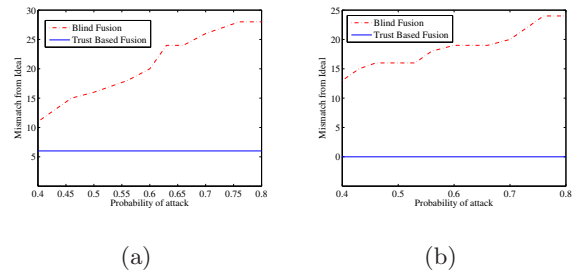 30
25
20
15
10
5
Mismatch from Ideal
Blind Fusion
Trust Based Fusion
0.4 0.45 0.5 0.55 0.6 0.65 0.7 0.75 0.8
Probability of attack
(a)
25
20
15
10
5
0
Mismatch from Ideal
Blind Fusion
Trust Based Fusion
0.4 0.5 0.6 0.7 0.8
Probability of attack
(b)